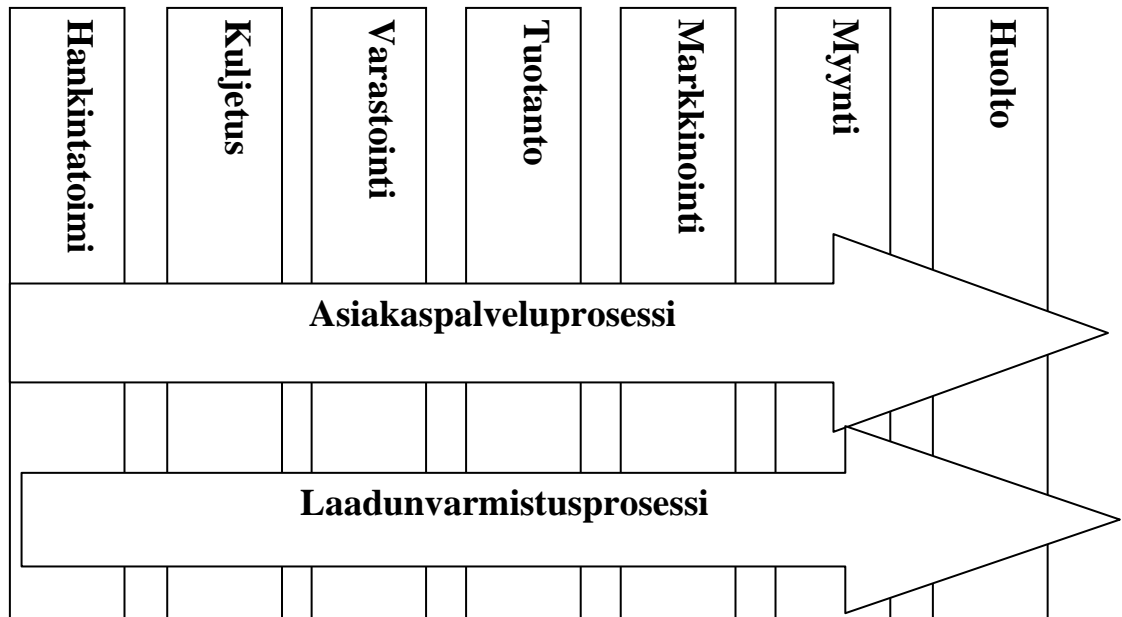 Hankintatoimi
Kuljetus
Varastointi
Tuotanto
Markkinointi
Myynti
Huolto
Asiakaspalveluprosessi
Laadunvarmistusprosessi